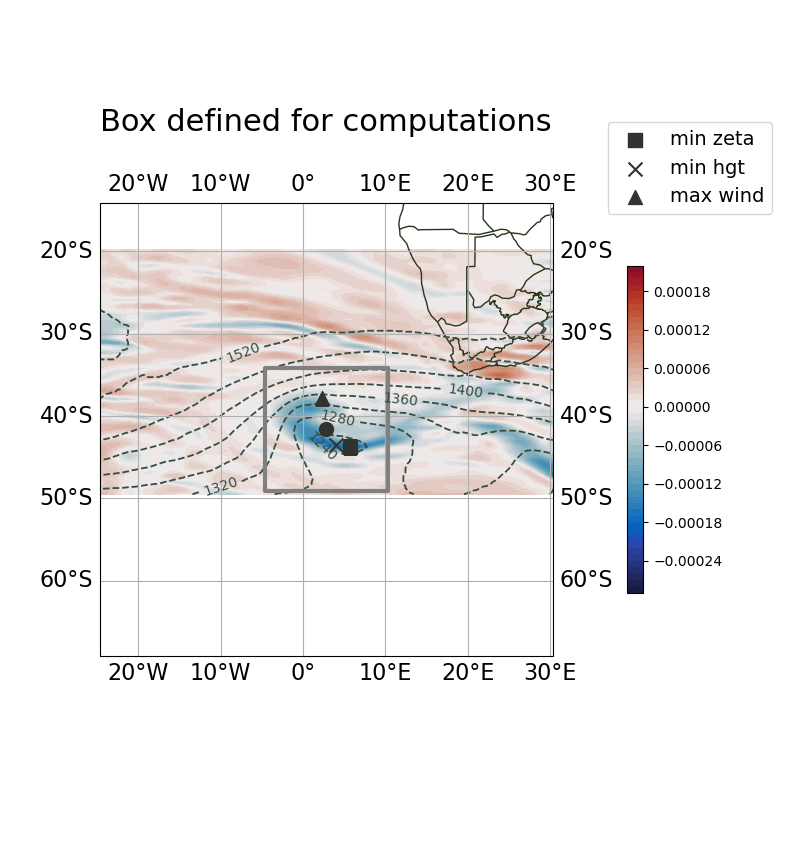 Box defined for computations
min zeta
min hgt
max wind
20°W 10°W 0° 10°E 20°E 30°E
20°S 20°S
30°S 30°S
40°S 40°S
50°S 50°S
60°S 60°S
1520
1400
1360
1280
1240
1320
20°W 10°W 0° 10°E 20°E 30°E
0.00018
0.00012
0.00006
0.00000
−0.00006
−0.00012
−0.00018
−0.00024